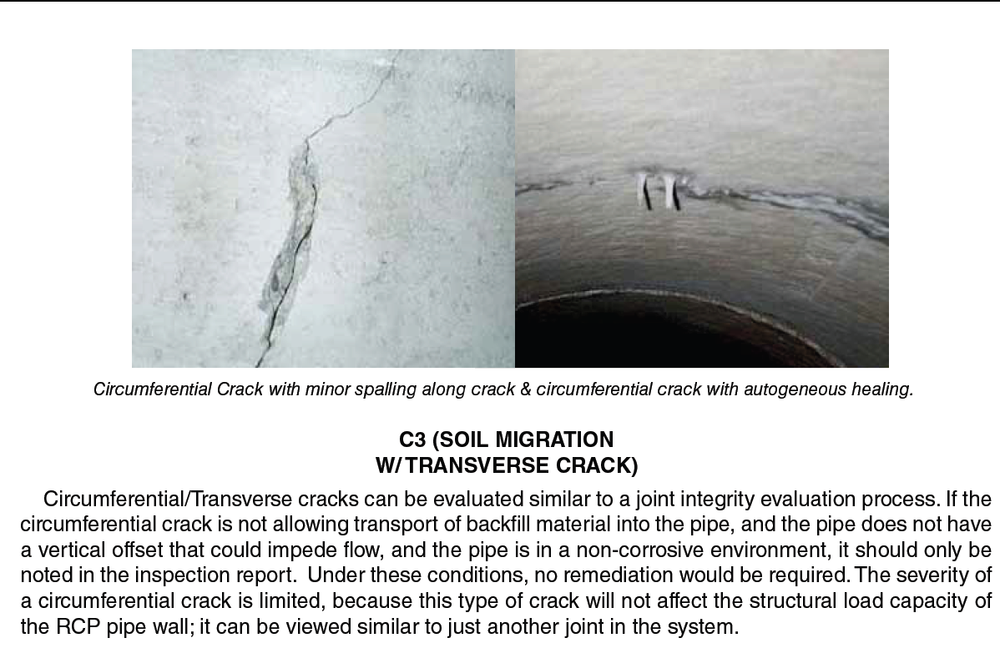 Circumferential Crack with minor spalling along crack & circumferential crack with autogeneous healing.
C3 (SOIL MIGRATION
W/ TRANSVERSE CRACK)
Circumferential/Transverse cracks can be evaluated similar to a joint integrity evaluation process. If the
circumferential crack is not allowing transport of backfill material into the pipe, and the pipe does not have
a vertical offset that could impede flow, and the pipe is in a non-corrosive environment, it should only be
noted in the inspection report. Under these conditions, no remediation would be required. The severity of
a circumferential crack is limited, because this type of crack will not affect the structural load capacity of
the RCP pipe wall; it can be viewed similar to just another joint in the system.